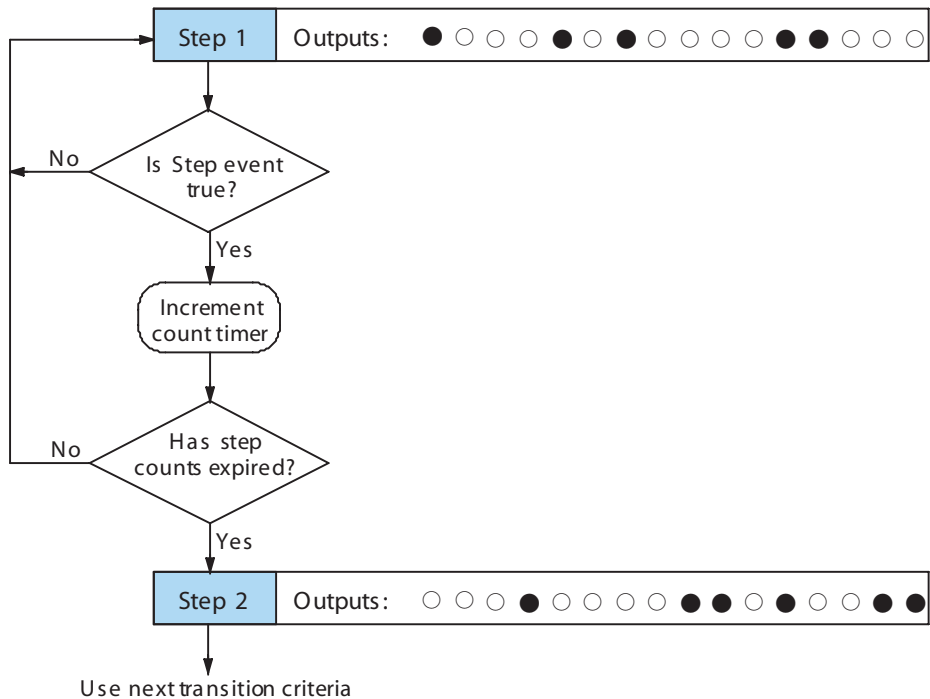 Step 1 Outputs:
No
Is Step event
true?
Yes
Increment
count timer
No
Has step
counts expired?
Yes
Step 2 Outputs:
Use next transition criteria